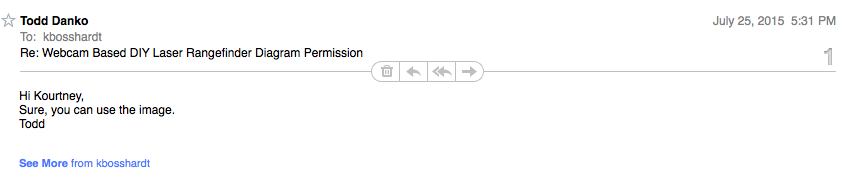 Todd Danko
July 25, 2015 5:31 PM
To: kbosshardt
Re: Webcam Based DIY Laser Rangefinder Diagram Permission
1
Hi Kourtney,
Sure, you can use the image.
Todd
See More from kbosshardt